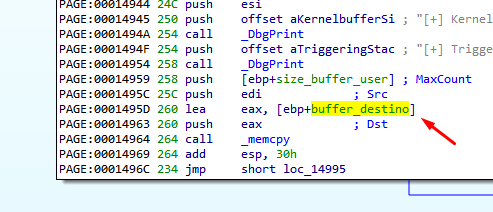 PAGE:00014944 24C push    esi
PAGE:00014945 250 push    offset aKernelbufferSi ; "[+] Kernel
PAGE:0001494A 254 call    _DbgPrint
PAGE:0001494F 254 push    offset aTriggeringStac ; "[+] Trigge
PAGE:00014954 258 call    _DbgPrint
PAGE:00014959 258 push    [ebp+size_buffer_user] ; MaxCount
PAGE:0001495C 25C push    edi             ; Src
PAGE:0001495D 260 lea     eax, [ebp+buffer_destino]
PAGE:00014963 260 push    eax             ; Dst
PAGE:00014964 264 call    _memcpy
PAGE:00014969 264 add     esp, 30h
PAGE:0001496C 234 jmp     short loc_14995